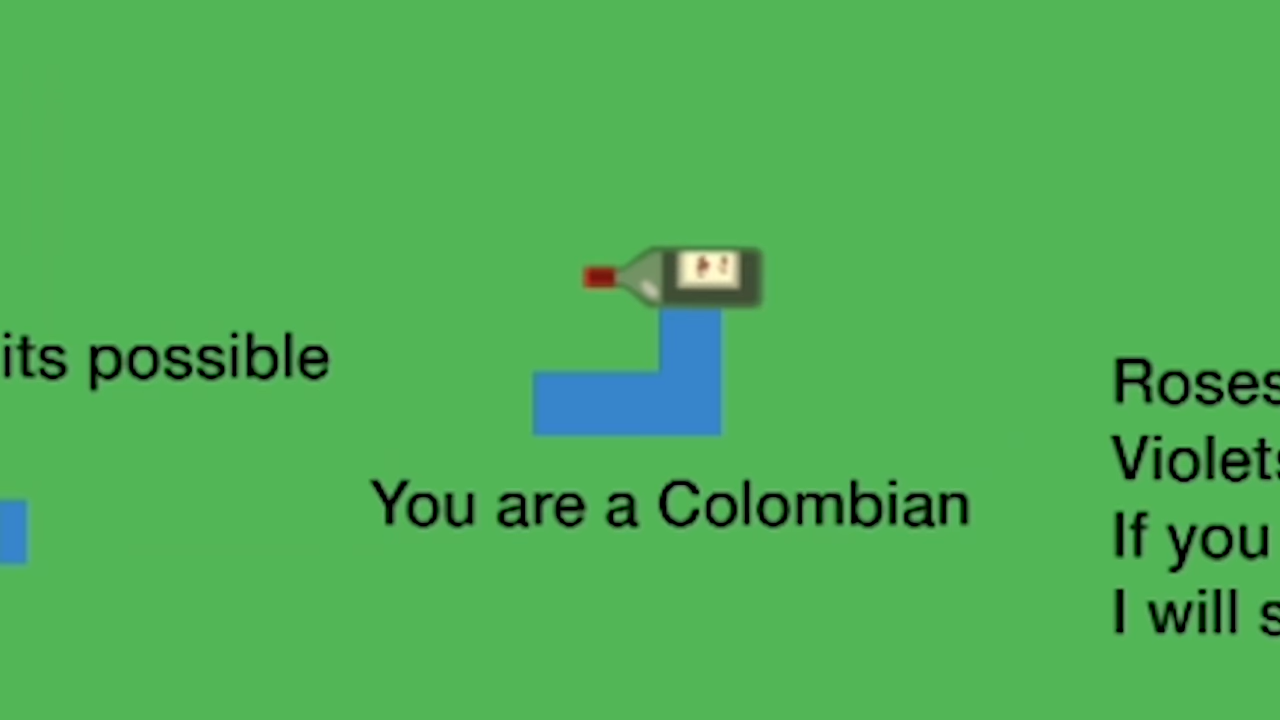 its possible
You are a Colombian
Roses
Violets
If you
I will s